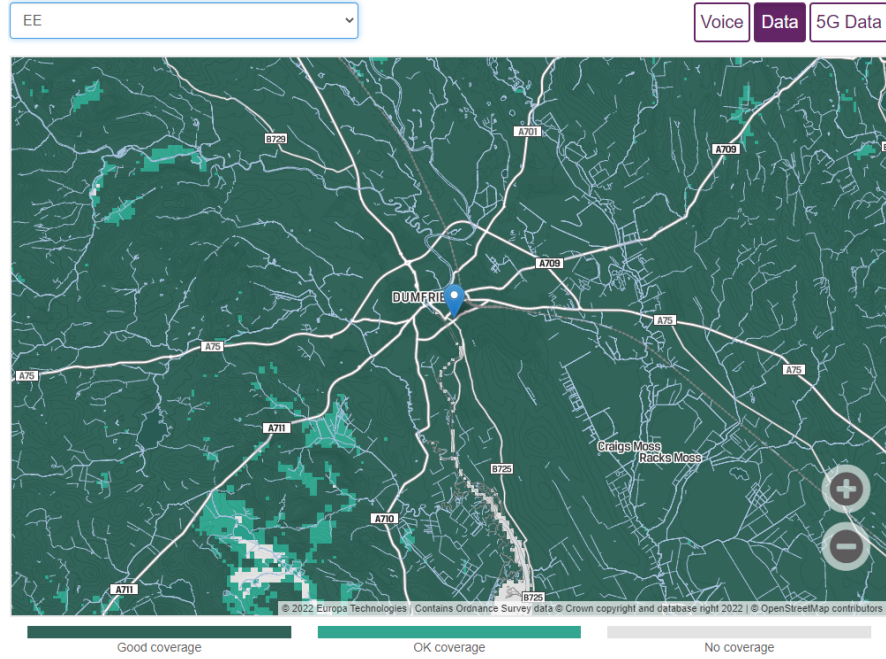 EE
Voice Data 5G Data
B729
A701
A709
A709
DUMFRIE
A75
A75
A75
A75
A711
Craigs Moss
Racks Moss
B725
A710
A711
B725
© 2022 Europa Technologies | Contains Ordnance Survey data © Crown copyright and database right 2022 | © OpenStreetMap contributors
Good coverage OK coverage No coverage